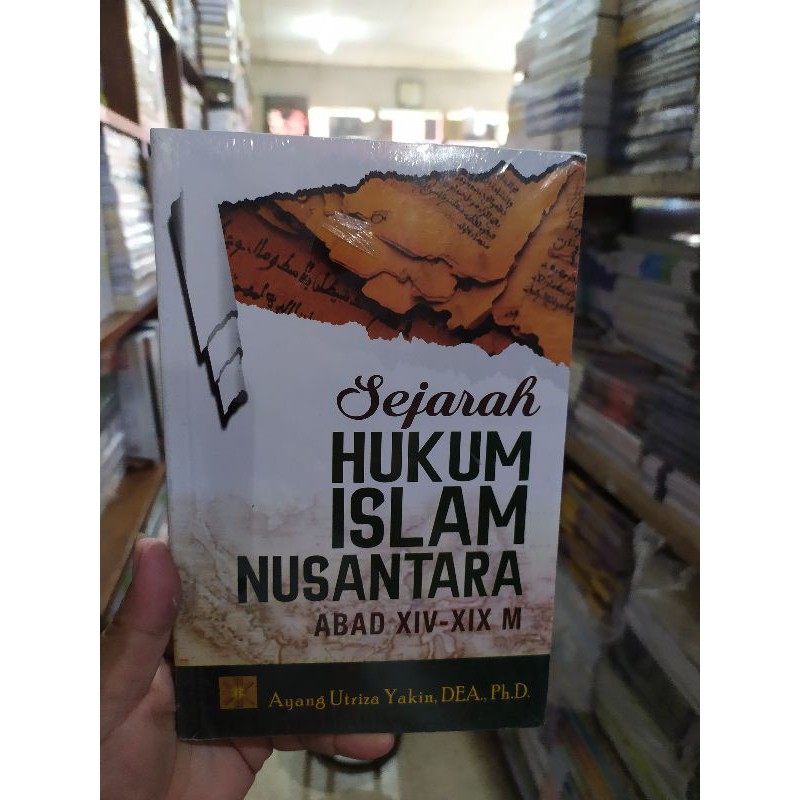 Sejarah
HUKUM
ISLAM
NUSANTARA
ABAD XIV-XIX M
Ayang Utriza Yakin, DEA., Ph.D.